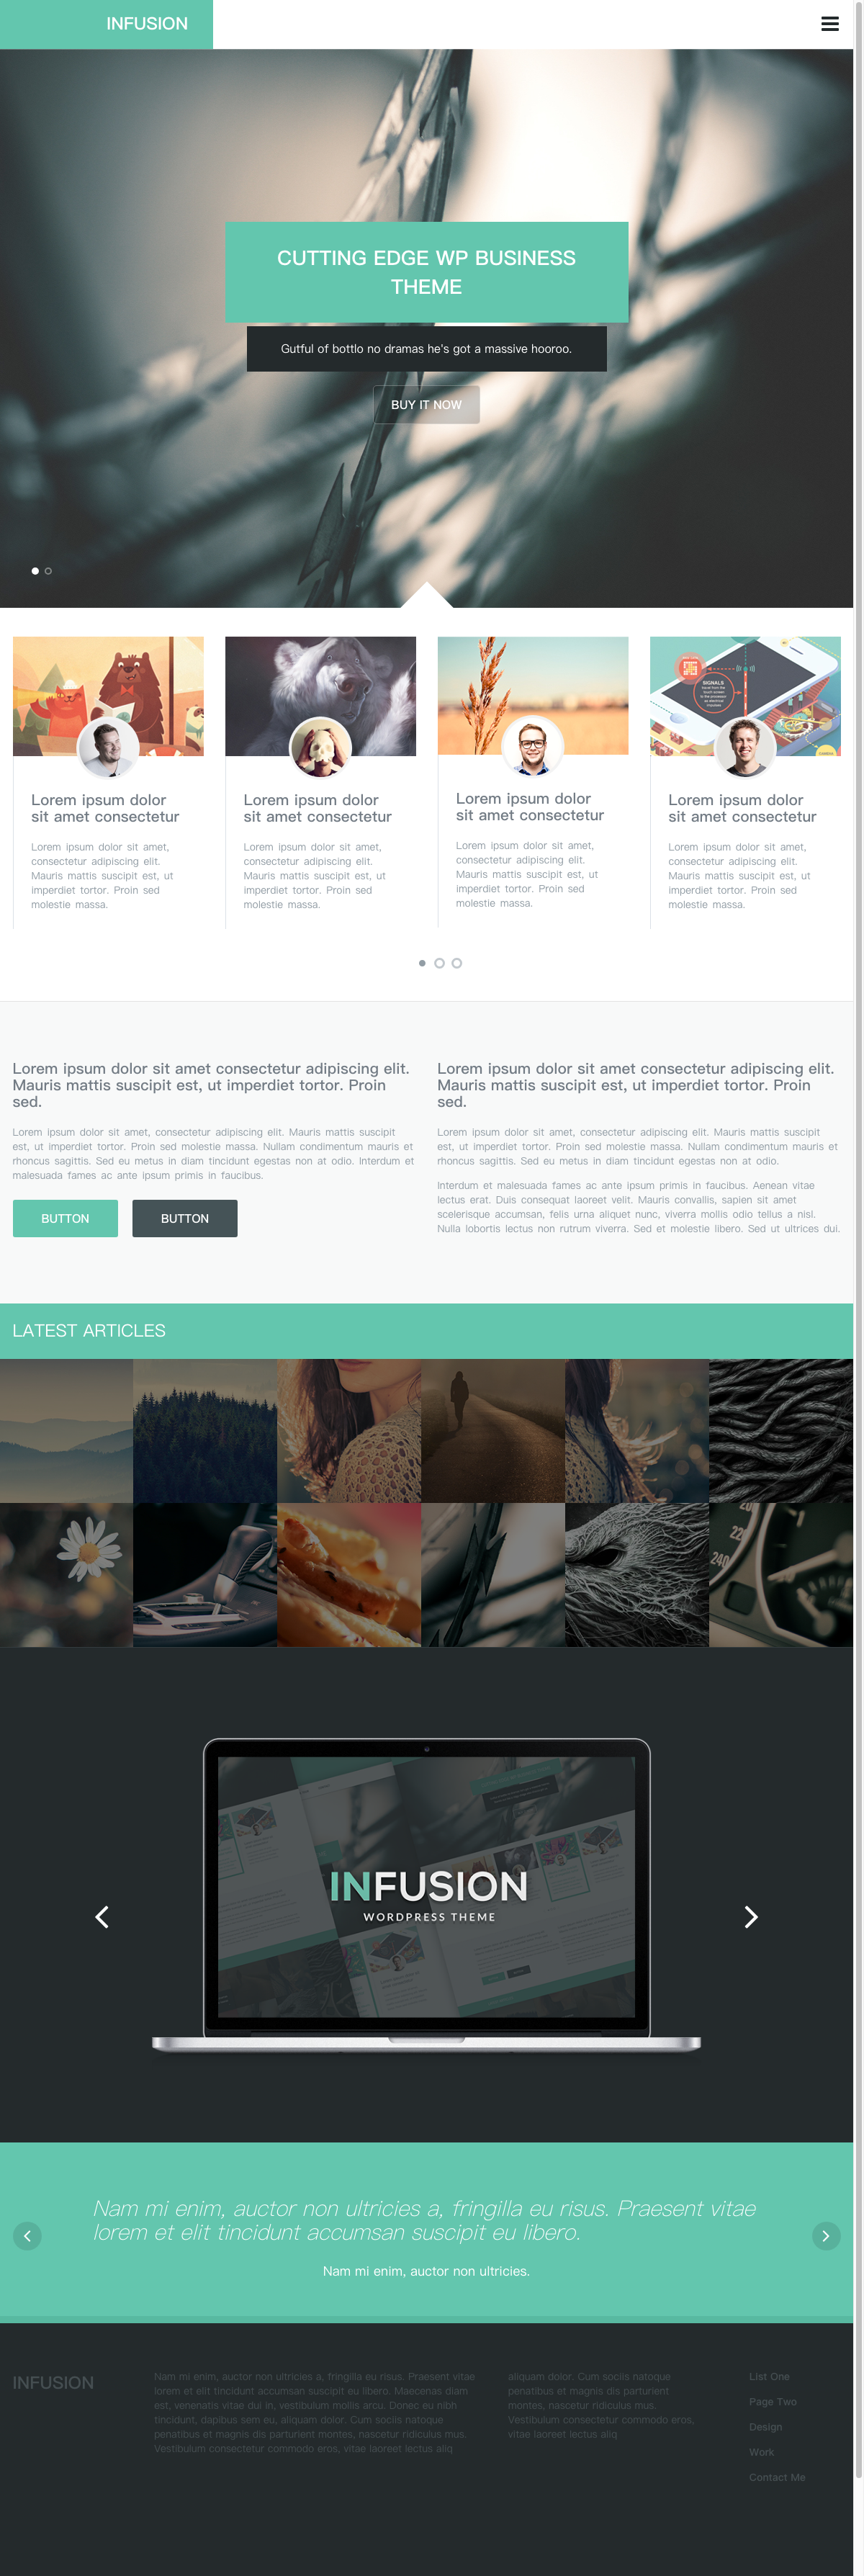 INFUSION
CUTTING EDGE WP BUSINESS
THEME
Gutful of bottlo no dramas he's got a massive hooroo.
BUY IT NOW
SIGNALS
Lorem ipsum dolor
sit amet consectetur
Lorem ipsum dolor sit amet,
consectetur adipiscing elit.
Mauris mattis suscipit est, ut
imperdiet tortor. Proin sed
molestie massa.
Lorem ipsum dolor
sit amet consectetur
Lorem ipsum dolor sit amet,
consectetur adipiscing elit.
Mauris mattis suscipit est, ut
imperdiet tortor. Proin sed
molestie massa.
Lorem ipsum dolor
sit amet consectetur
Lorem ipsum dolor sit amet,
consectetur adipiscing elit.
Mauris mattis suscipit est, ut
imperdiet tortor. Proin sed
molestie massa.
Lorem ipsum dolor
sit amet consectetur
Lorem ipsum dolor sit amet,
consectetur adipiscing elit.
Mauris mattis suscipit est, ut
imperdiet tortor. Proin sed
molestie massa.
Lorem ipsum dolor sit amet consectetur adipiscing elit.
Mauris mattis suscipit est, ut imperdiet tortor. Proin
sed.
Lorem ipsum dolor sit amet, consectetur adipiscing elit. Mauris mattis suscipit
est, ut imperdiet tortor. Proin sed molestie massa. Nullam condimentum mauris et
rhoncus sagittis. Sed eu metus in diam tincidunt egestas non at odio. Interdum et
malesuada fames ac ante ipsum primis in faucibus.
BUTTON
BUTTON
Lorem ipsum dolor sit amet consectetur adipiscing elit.
Mauris mattis suscipit est, ut imperdiet tortor. Proin
sed.
Lorem ipsum dolor sit amet, consectetur adipiscing elit. Mauris mattis suscipit
est, ut imperdiet tortor. Proin sed molestie massa. Nullam condimentum mauris et
rhoncus sagittis. Sed eu metus in diam tincidunt egestas non at odio.
Interdum et malesuada fames ac ante ipsum primis in faucibus. Aenean vitae
lectus erat. Duis consequat laoreet velit. Mauris convallis, sapien sit amet
scelerisque accumsan, felis urna aliquet nunc, viverra mollis odio tellus a nisl.
Nulla lobortis lectus non rutrum viverra. Sed et molestie libero. Sed ut ultrices dui.
LATEST ARTICLES
240
INFUSION
WORDPRESS THEME
Nam mi enim, auctor non ultricies a, fringilla eu risus. Praesent vitae
lorem et elit tincidunt accumsan suscipit eu libero.
Nam mi enim, auctor non ultricies.
INFUSION
Nam mi enim, auctor non ultricies a, fringilla eu risus. Praesent vitae
lorem et elit tincidunt accumsan suscipit eu libero. Maecenas diam
est, venenatis vitae dui in, vestibulum mollis arcu. Donec eu nibh
tincidunt, dapibus sem eu, aliquam dolor. Cum sociis natoque
penatibus et magnis dis parturient montes, nascetur ridiculus mus.
Vestibulum consectetur commodo eros, vitae laoreet lectus aliq
aliquam dolor. Cum sociis natoque
penatibus et magnis dis parturient
montes, nascetur ridiculus mus.
Vestibulum consectetur commodo eros,
vitae laoreet lectus aliq
List One
Page Two
Design
Work
Contact Me